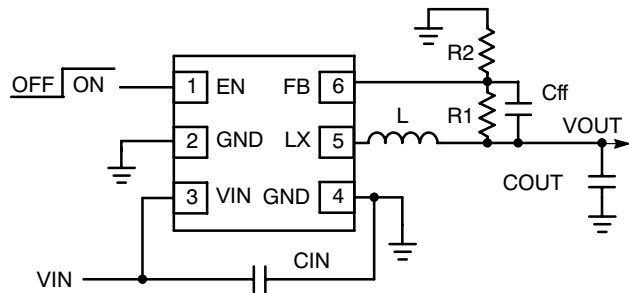 R2
OFF ON 1 EN FB 6
Cff
R1
L
VOUT
2 GND LX 5
COUT
3 VIN GND 4
CIN
VIN